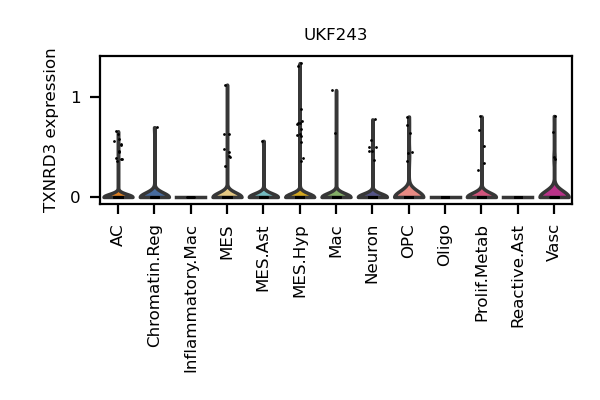 UKF243
TXNRD3 expression
1
0
AC
Chromatin.Reg
Inflammatory.Mac
MES
MES.Ast
MES.Hyp
Mac
Neuron
OPC
Oligo
Prolif.Metab
Reactive.Ast
Vasc